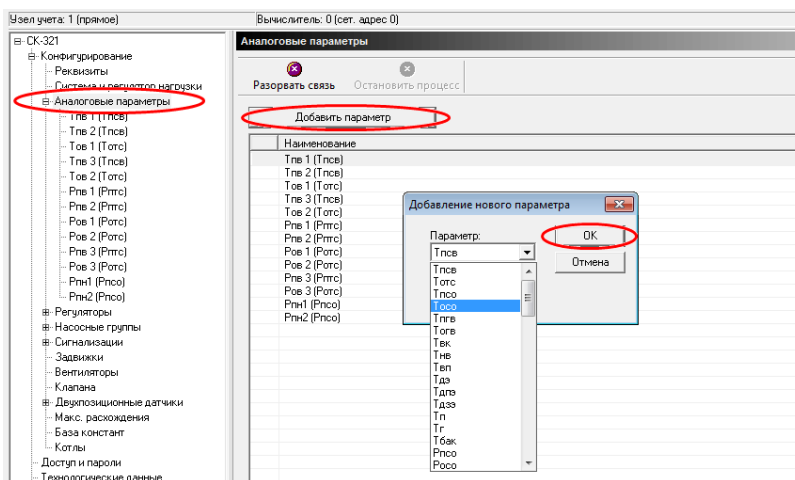 Узел учета: 1 (прямое)
Вычислитель: 0 (сет. адрес 0)
СК-321
Конфигурирование
Реквизиты
Система и регулятор нагрузки
Аналоговые параметры
Тпв 1 (Тпсв)
Тпв 2 (Тпсв)
Тов 1 (Тотс)
Тпв 3 (Тпсв)
Тов 2 (Тотс)
Рпв 1 (Рптс)
Рпв 2 (Рптс)
Ров 1 (Ротс)
Ров 2 (Ротс)
Рпв 3 (Рптс)
Ров 3 (Ротс)
Рпн1 (Рпсо)
Рпн2 (Рпсо)
Регуляторы
Насосные группы
Сигнализации
Задвижки
Вентиляторы
Клапана
Двухпозиционные датчики
Макс. расхождения
База констант
Котлы
Доступ и пароли
Технологические данные
Аналоговые параметры
Разорвать связь
Остановить процесс
Добавить параметр
Наименование
Тпв 1 (Тпсв)
Тпв 2 (Тпсв)
Тов 1 (Тотс)
Тпв 3 (Тпсв)
Тов 2 (Тотс)
Рпв 1 (Рптс)
Рпв 2 (Рптс)
Ров 1 (Ротс)
Ров 2 (Ротс)
Рпв 3 (Рптс)
Ров 3 (Ротс)
Рпн1 (Рпсо)
Рпн2 (Рпсо)
Добавление нового параметра
Параметр:
Тпсв
ОК
Отмена
Тпсв
Тотс
Тпсо
Тосо
Тпгв
Тогв
Твк
Тнв
Твп
Тдэ
Тдпэ
Тдзэ
Тп
Тг
Тбак
Рпсо
Росо